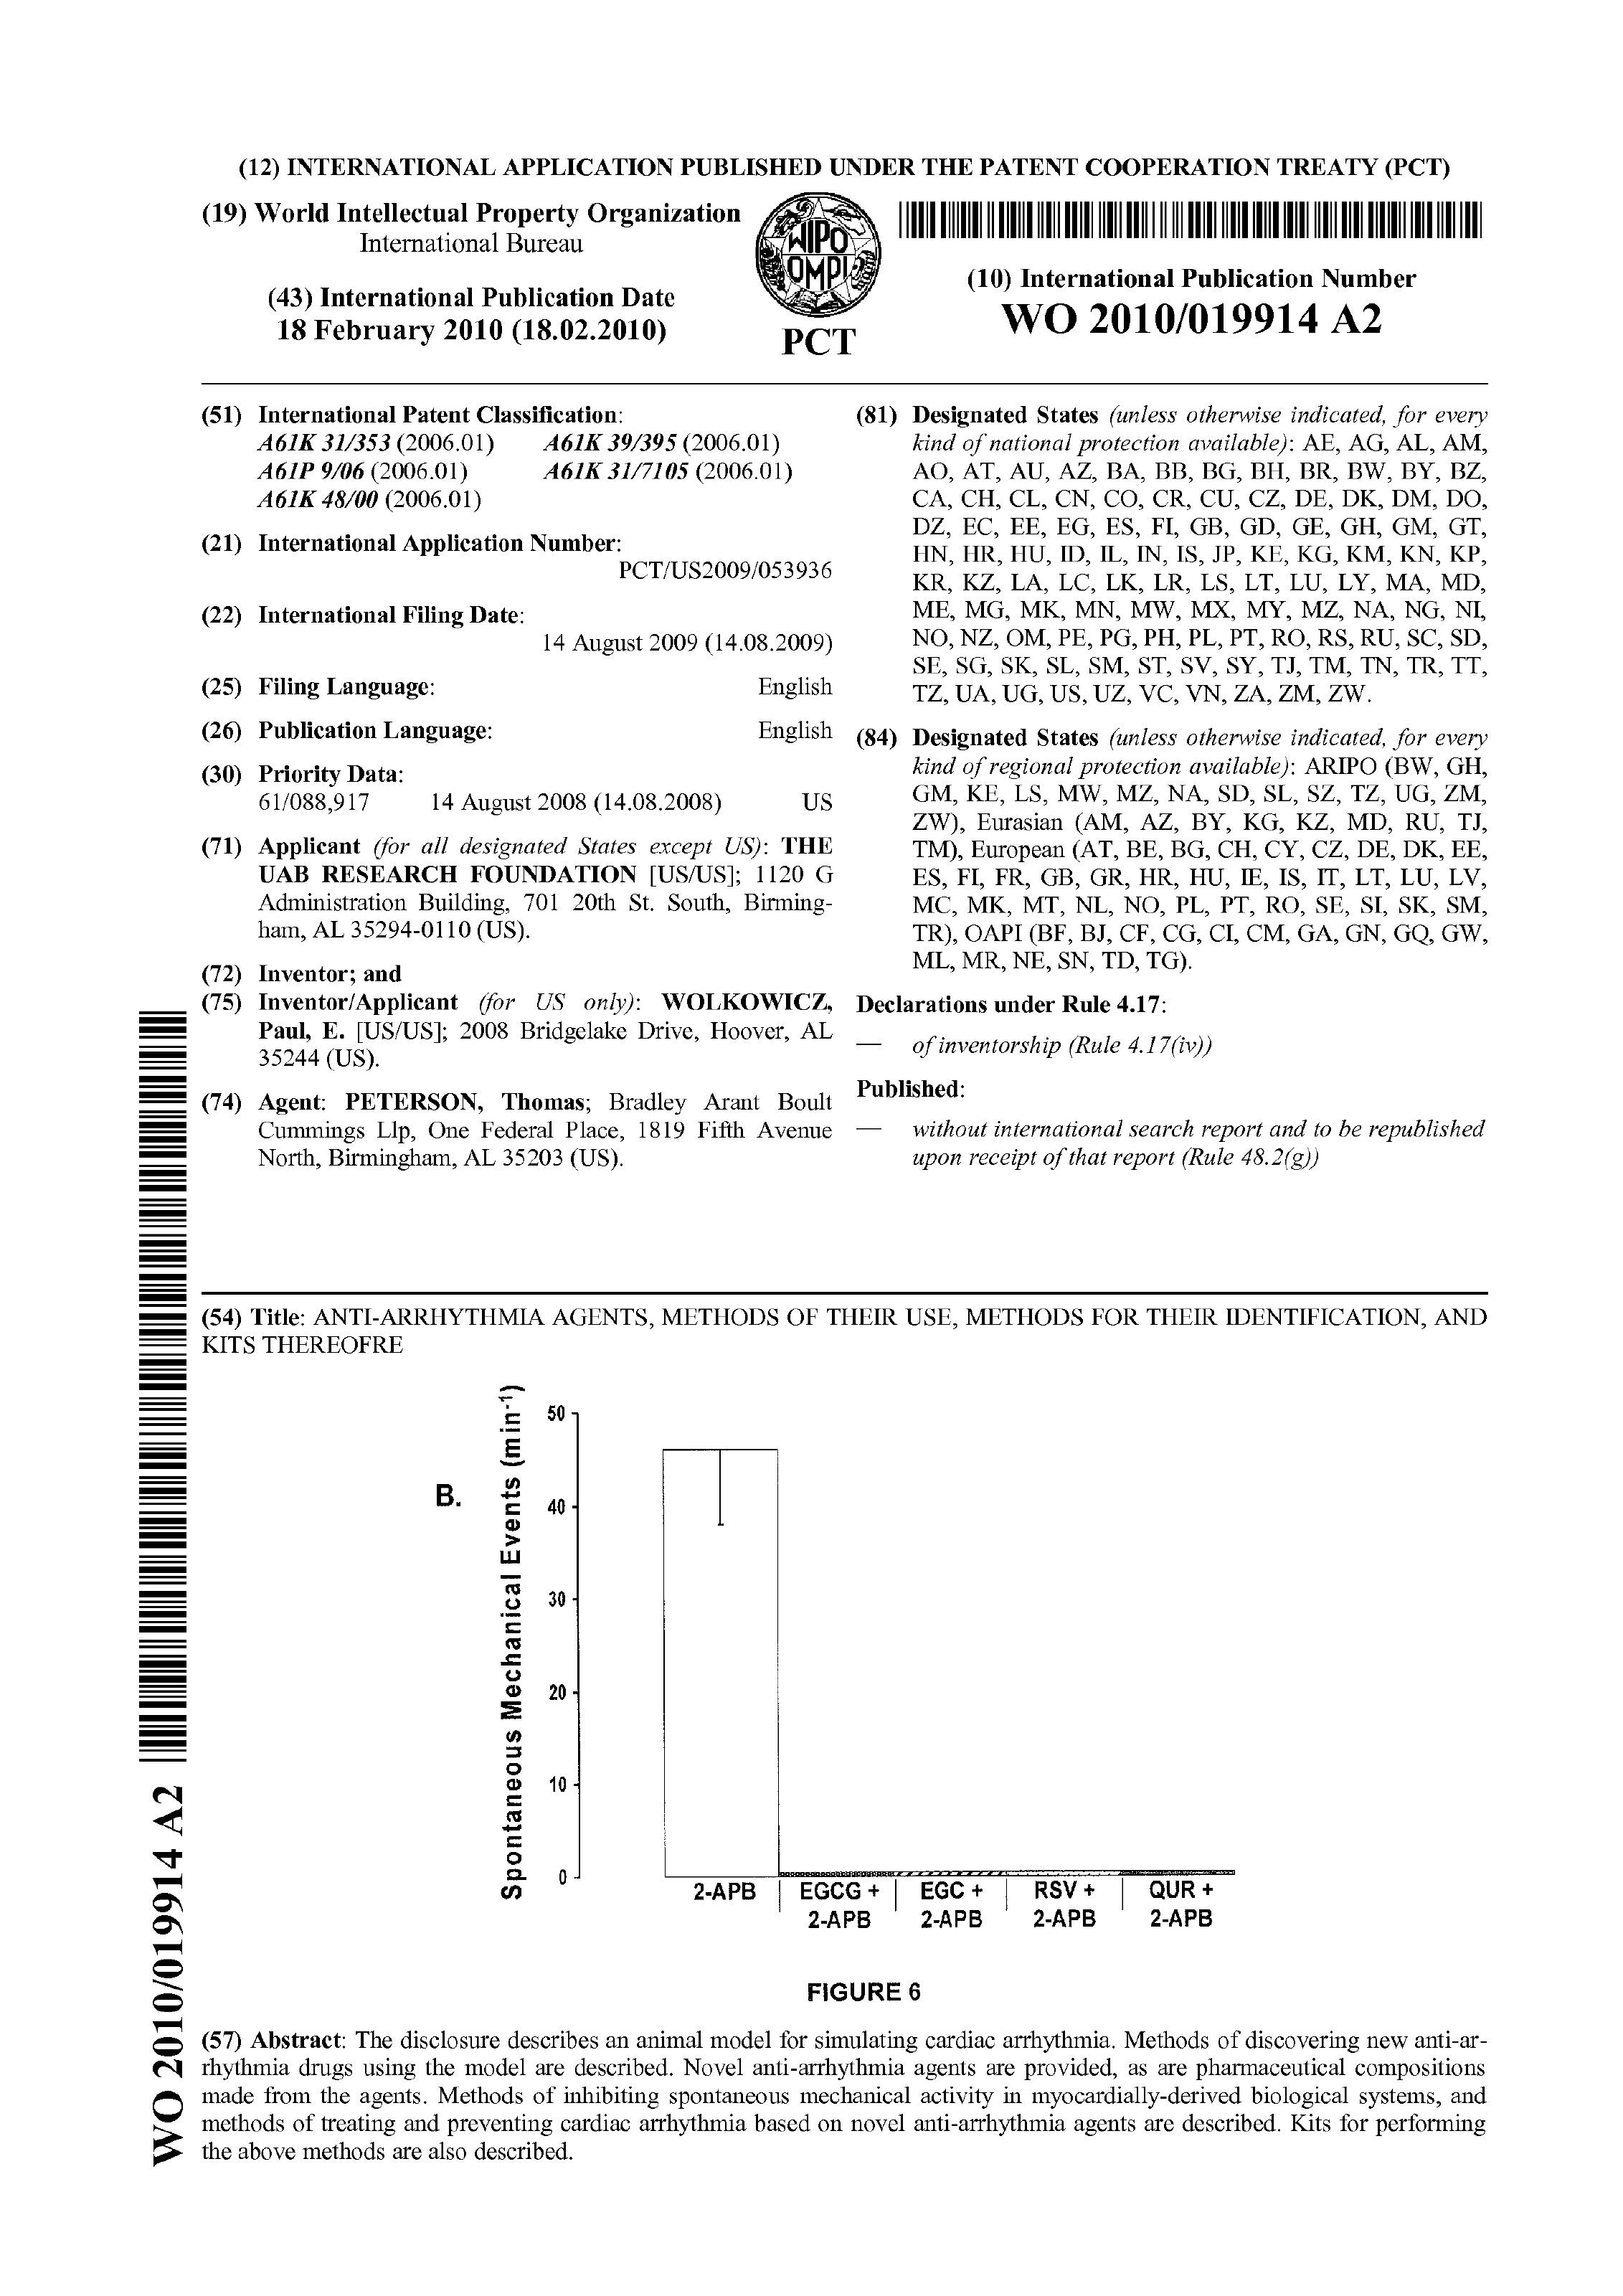 (12) INTERNATIONAL APPLICATION PUBLISHED UNDER THE PATENT COOPERATION TREATY (PCT)
(19) World Intellectual Property Organization
International Bureau
(43) International Publication Date
18 February 2010 (18.02.2010)
WIPO
OMPI
PCT
(10) International Publication Number
WO 2010/019914 A2
(51) International Patent Classification:
A61K 31/353 (2006.01) A61K 39/395 (2006.01)
A61P 9/06 (2006.01) A61K 31/7105 (2006.01)
A61K 48/00 (2006.01)
(21) International Application Number:
PCT/US2009/053936
(22) International Filing Date:
14 August 2009 (14.08.2009)
(25) Filing Language: English
(26) Publication Language: English
(30) Priority Data:
61/088,917 14 August 2008 (14.08.2008) US
(71) Applicant (for all designated States except US): THE
UAB RESEARCH FOUNDATION [US/US]; 1120 G
Administration Building, 701 20th St. South, Birming-
ham, AL 35294-0110 (US).
(72) Inventor; and
(75) Inventor/Applicant (for US only): WOLKOWICZ,
Paul, E. [US/US]; 2008 Bridgelake Drive, Hoover, AL
35244 (US).
(74) Agent: PETERSON, Thomas; Bradley Arant Boult
Cummings Llp, One Federal Place, 1819 Fifth Avenue
North, Birmingham, AL 35203 (US).
(81) Designated States (unless otherwise indicated, for every
kind of national protection available): AE, AG, AL, AM,
AO, AT, AU, AZ, BA, BB, BG, BH, BR, BW, BY, BZ,
CA, CH, CL, CN, CO, CR, CU, CZ, DE, DK, DM, DO,
DZ, EC, EE, EG, ES, FI, GB, GD, GE, GH, GM, GT,
HN, HR, HU, ID, IL, IN, IS, JP, KE, KG, KM, KN, KP,
KR, KZ, LA, LC, LK, LR, LS, LT, LU, LY, MA, MD,
ME, MG, MK, MN, MW, MX, MY, MZ, NA, NG, NI,
NO, NZ, OM, PE, PG, PH, PL, PT, RO, RS, RU, SC, SD,
SE, SG, SK, SL, SM, ST, SV, SY, TJ, TM, TN, TR, TT,
TZ, UA, UG, US, UZ, VC, VN, ZA, ZM, ZW.
(84) Designated States (unless otherwise indicated, for every
kind of regional protection available): ARIPO (BW, GH,
GM, KE, LS, MW, MZ, NA, SD, SL, SZ, TZ, UG, ZM,
ZW), Eurasian (AM, AZ, BY, KG, KZ, MD, RU, TJ,
TM), European (AT, BE, BG, CH, CY, CZ, DE, DK, EE,
ES, FI, FR, GB, GR, HR, HU, IE, IS, IT, LT, LU, LV,
MC, MK, MT, NL, NO, PL, PT, RO, SE, SI, SK, SM,
TR), OAPI (BF, BJ, CF, CG, CI, CM, GA, GN, GQ, GW,
ML, MR, NE, SN, TD, TG).
Declarations under Rule 4.17:
— of inventorship (Rule 4.17(iv))
Published:
— without international search report and to be republished
upon receipt of that report (Rule 48.2(g))
(54) Title: ANTI-ARRHYTHMIA AGENTS, METHODS OF THEIR USE, METHODS FOR THEIR IDENTIFICATION, AND
KITS THEREOFRE
B.
Spontaneous Mechanical Events (min-1)
50
40
30
20
10
0
2-APB EGCG + EGC + RSV + QUR +
2-APB 2-APB 2-APB 2-APB
FIGURE 6
(57) Abstract: The disclosure describes an animal model for simulating cardiac arrhythmia. Methods of discovering new anti-ar-
rhythmia drugs using the model are described. Novel anti-arrhythmia agents are provided, as are pharmaceutical compositions
made from the agents. Methods of inhibiting spontaneous mechanical activity in myocardially-derived biological systems, and
methods of treating and preventing cardiac arrhythmia based on novel anti-arrhythmia agents are described. Kits for performing
the above methods are also described.
WO 2010/019914 A2